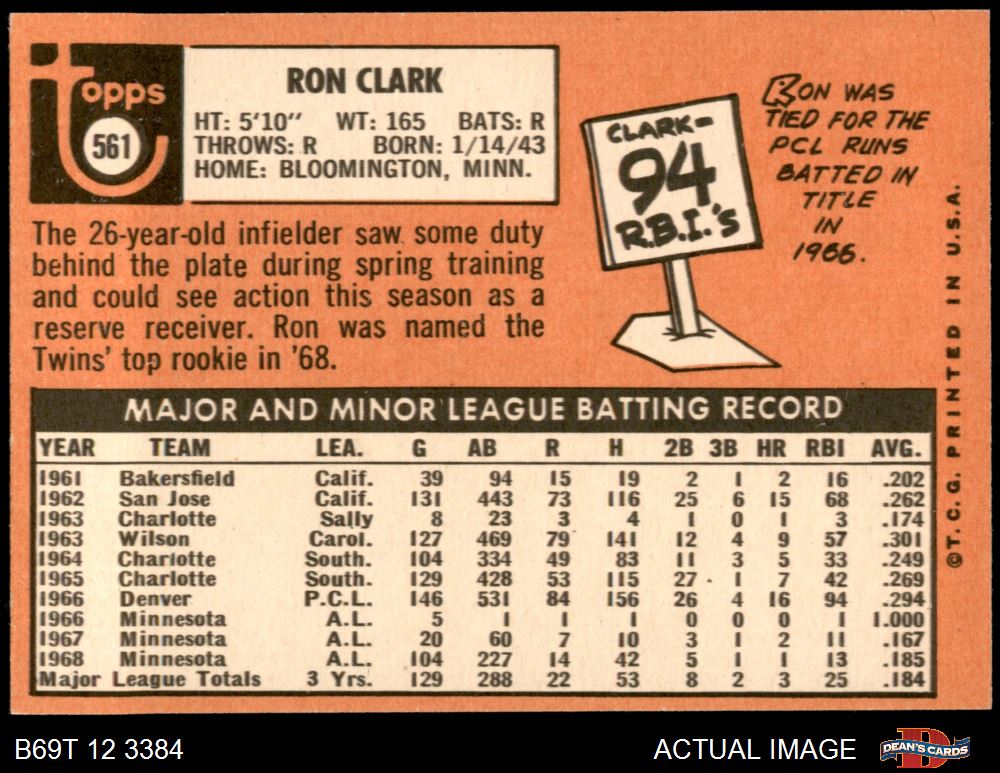 topps
561
RON CLARK
HT: 5'10" WT: 165 BATS: R
THROWS: R BORN: 1/14/43
HOME: BLOOMINGTON, MINN.
The 26-year-old infielder saw some duty
behind the plate during spring training
and could see action this season as a
reserve receiver. Ron was named the
Twins' top rookie in '68.
CLARK-
94
R.B.I.'S
RON WAS
TIED FOR THE
PCL RUNS
BATTED IN
TITLE
IN
1966.
MAJOR AND MINOR LEAGUE BATTING RECORD
YEAR TEAM LEA. G AB R H 2B 3B HR RBI AVG.
1961 Bakersfield Calif. 39 94 15 19 2 1 2 16 .202
1962 San Jose Calif. 131 443 73 116 25 6 15 68 .262
1963 Charlotte Sally 8 23 3 4 1 0 1 3 .174
1963 Wilson Carol. 127 469 79 141 12 4 9 57 .301
1964 Charlotte South. 104 334 49 83 11 3 5 33 .249
1965 Charlotte South. 129 428 53 115 27 1 7 42 .269
1966 Denver P.C.L. 146 531 84 156 26 4 16 94 .294
1966 Minnesota A.L. 5 1 1 1 0 0 0 1 1.000
1967 Minnesota A.L. 20 60 7 10 3 1 2 11 .167
1968 Minnesota A.L. 104 227 14 42 5 1 1 13 .185
Major League Totals 3 Yrs. 129 288 22 53 8 2 3 25 .184
©T.C.G. PRINTED IN U.S.A.
B69T 12 3384
ACTUAL IMAGE
DEAN'S CARDS